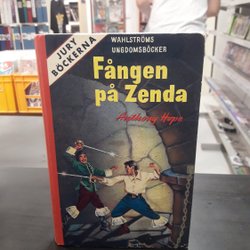 JURY
BÖCKERNA
WAHLSTRÖMS
UNGDOMSBÖCKER
Fången
på Zenda
Anthony Hope